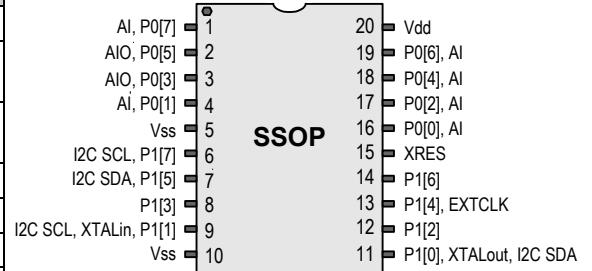 AI, P0[7] 1 20 Vdd
AIO, P0[5] 2 19 P0[6], AI
AIO, P0[3] 3 18 P0[4], AI
AI, P0[1] 4 17 P0[2], AI
Vss 5 SSOP 16 P0[0], AI
I2C SCL, P1[7] 6 15 XRES
I2C SDA, P1[5] 7 14 P1[6]
P1[3] 8 13 P1[4], EXTCLK
I2C SCL, XTALin, P1[1] 9 12 P1[2]
Vss 10 11 P1[0], XTALout, I2C SDA